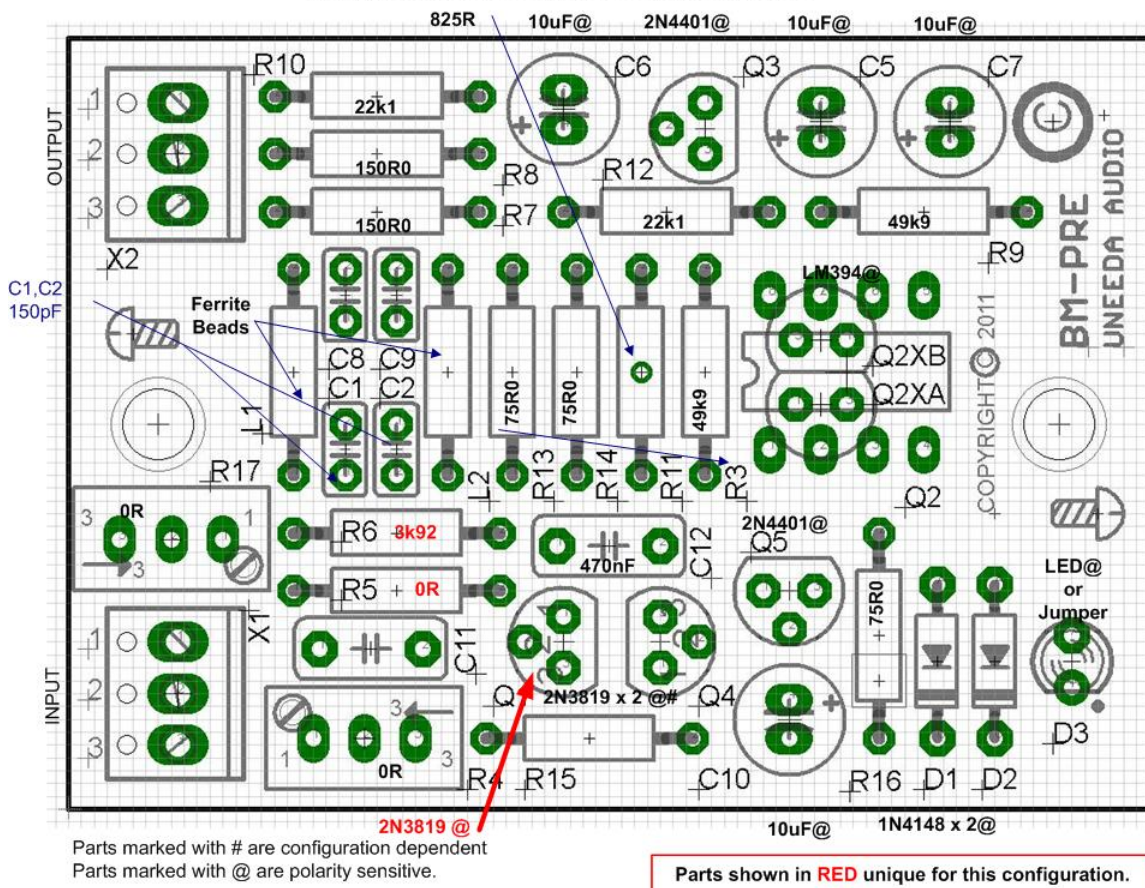 825R
10uF@
2N4401@
10uF@
10uF@
R10
C6
Q3
C5
C7
1
2
3
OUTPUT
22k1
150R0
150R0
R8
R7
R12
22k1
49k9
R9
X2
C1,C2
150pF
Ferrite
Beads
C8
C9
C1
C2
L1
75R0
75R0
49k9
LM394@
Q2XB
Q2XA
Q2
BM-PRE
UNEEDA AUDIO
COPYRIGHT© 2011
R17
L2
R13
R14
R11
R3
3
0R
1
3
R6
3k92
R5
0R
470nF
C12
2N4401@
Q5
75R0
LED@
or
Jumper
X1
C11
INPUT
1
2
3
Q
2N3819 x 2 @#
Q4
1
3
3
0R
R4
R15
C10
R16
D1
D2
D3
2N3819 @
10uF@
1N4148 x 2@
Parts marked with # are configuration dependent
Parts marked with @ are polarity sensitive.
Parts shown in RED unique for this configuration.